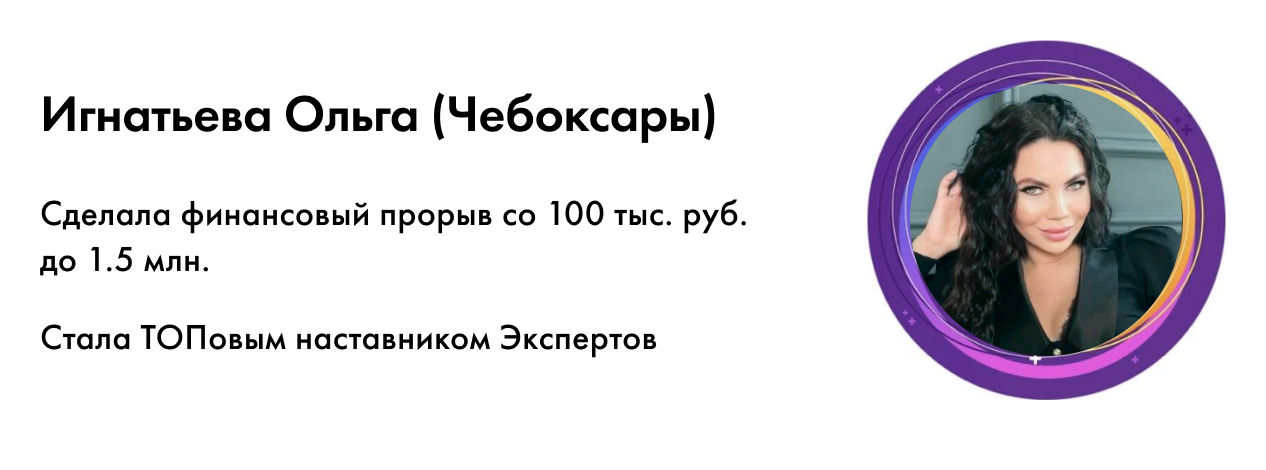 Игнатьева Ольга (Чебоксары)
Сделала финансовый прорыв со 100 тыс. руб.
до 1.5 млн.
Стала ТОПовым наставником Экспертов